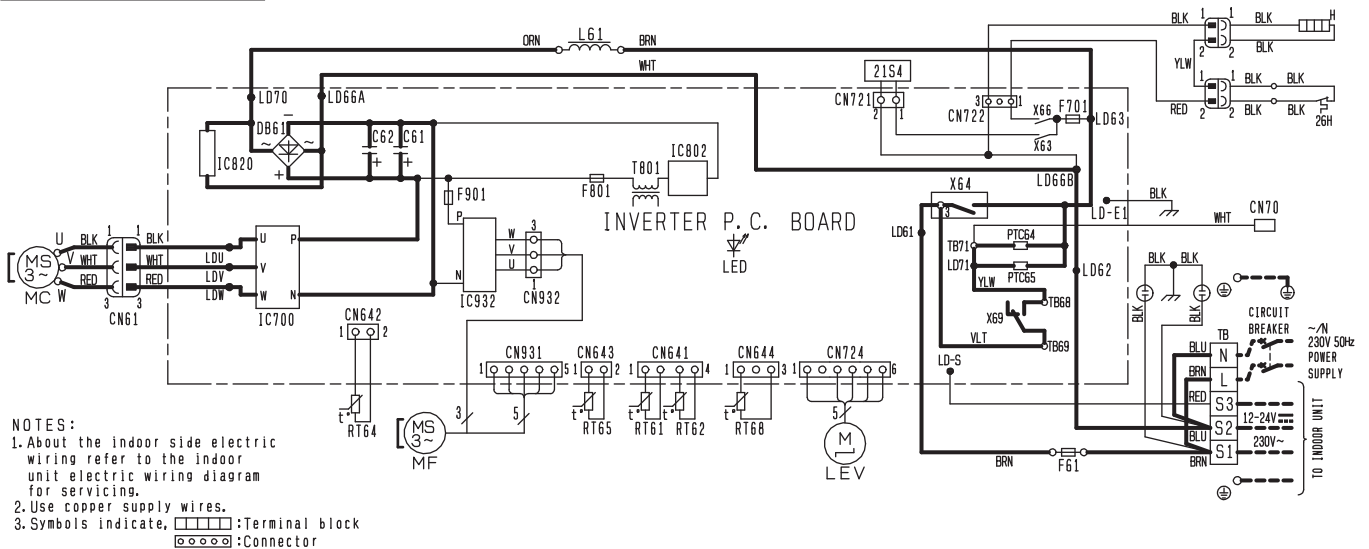 L61
ORN
BRN
WHT
BLK
1
1
BLK
H
2
2
BLK
YLW
1
1
BLK
BLK
RED
2
2
BLK
BLK
26H
21S4
CN721
2
1
3
1
CN722
X66
F701
X63
LD63
LD70
LD66A
DB61
−
~
~
+
IC820
C62
C61
+
+
T801
IC802
F801
F901
LD66B
X64
3
LD-E1
BLK
WHT
CN70
INVERTER P.C. BOARD
LED
P
N
W
V
U
3
1
IC932
CN932
U
BLK
V
WHT
RED
W
MS
3~
MC
1
1
3
3
CN61
BLK
WHT
RED
LDU
LDV
LDW
U
V
W
P
N
IC700
LD61
TB71
PTC64
LD71
PTC65
YLW
LD62
X69
TB68
VLT
TB69
BLK
BLK
BLK
BLK
CIRCUIT
BREAKER
~/N
230V 50Hz
POWER
SUPPLY
TB
BLU
N
BRN
L
RED
S3
12-24V
S2
BLU
230V~
S1
BRN
TO INDOOR UNIT
LD-S
BRN
F61
CN642
1
2
t°
RT64
CN931
1
5
3
5
MS
3~
MF
CN643
1
2
t°
RT65
CN641
1
4
t°
t°
RT61
RT62
CN644
1
3
t°
RT68
CN724
1
6
5
M
LEV
NOTES:
1. About the indoor side electric
wiring refer to the indoor
unit electric wiring diagram
for servicing.
2. Use copper supply wires.
3. Symbols indicate, :Terminal block
:Connector